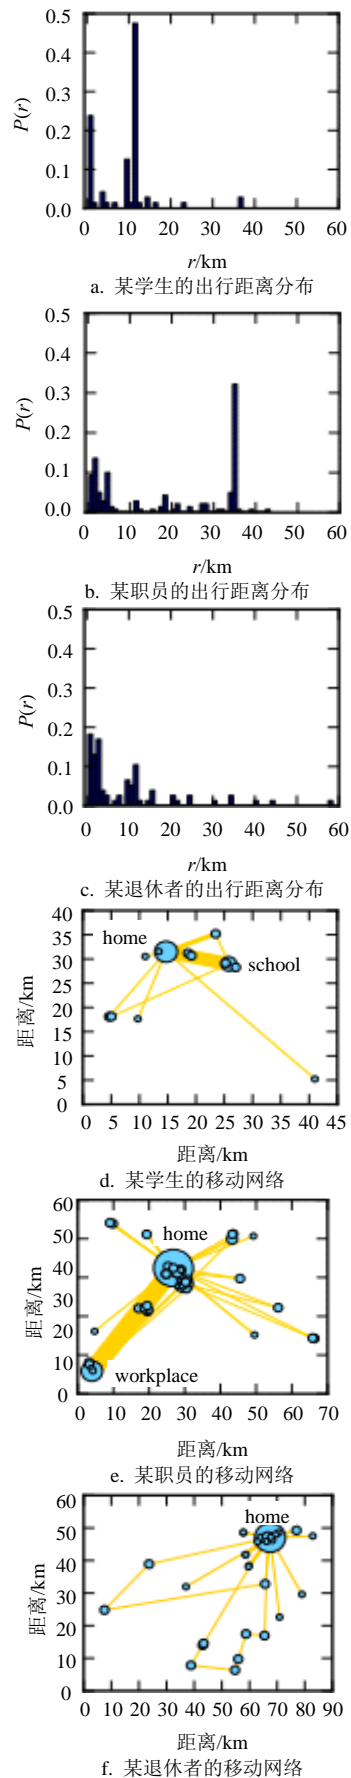 0.5
0.4
0.3
0.2
0.1
0.0
P(r)
0 10 20 30 40 50 60
r/km
a. 某学生的出行距离分布
0.5
0.4
0.3
0.2
0.1
0.0
P(r)
0 10 20 30 40 50 60
r/km
b. 某职员的出行距离分布
0.5
0.4
0.3
0.2
0.1
0.0
P(r)
0 10 20 30 40 50 60
r/km
c. 某退休者的出行距离分布
40
35
30
25
20
15
10
5
0
距离/km
home
school
0 5 10 15 20 25 30 35 40 45
距离/km
d. 某学生的移动网络
60
50
40
30
20
10
0
距离/km
home
workplace
0 10 20 30 40 50 60 70
距离/km
e. 某职员的移动网络
60
50
40
30
20
10
0
距离/km
home
0 10 20 30 40 50 60 70 80 90
距离/km
f. 某退休者的移动网络